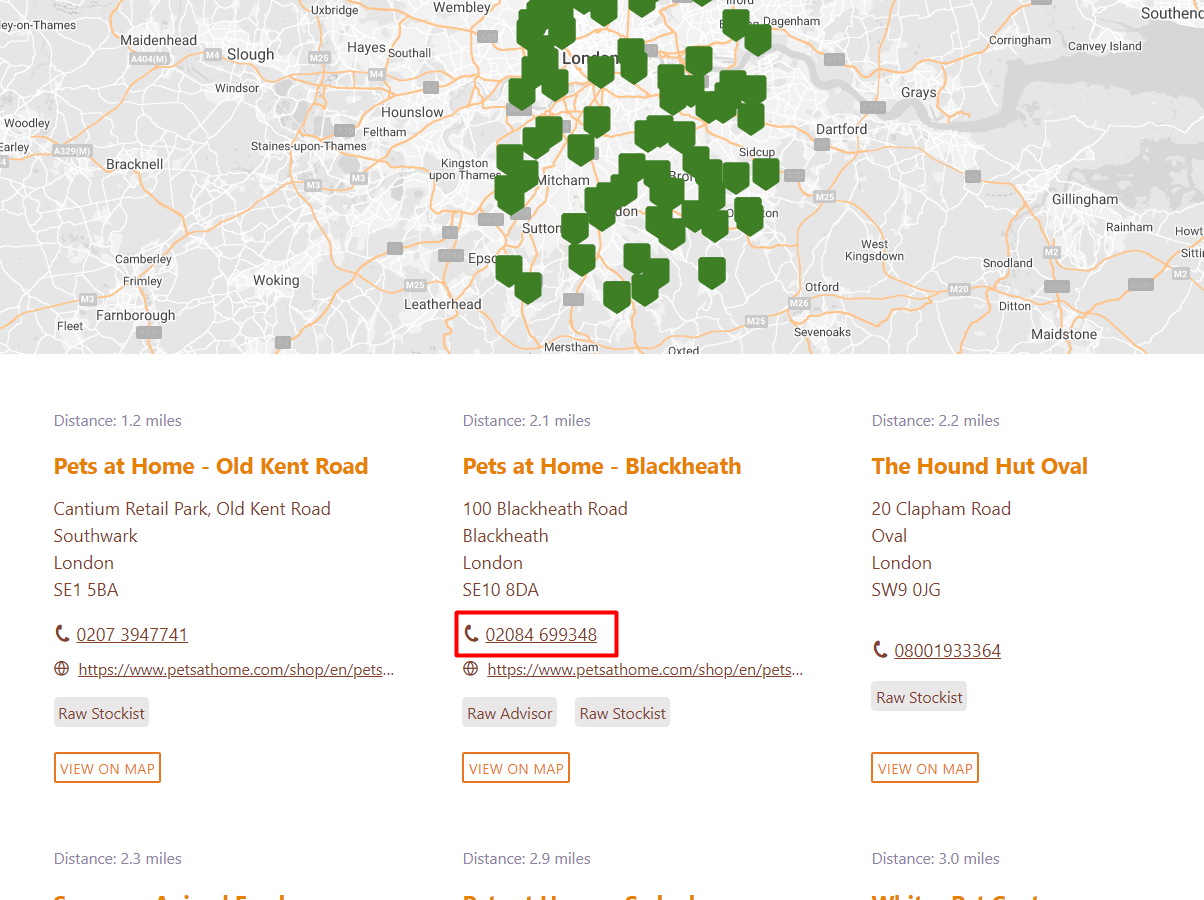 Uxbridge
Wembley
Ilford
Dagenham
Southend
ley-on-Thames
Maidenhead
Slough
Hayes
Southall
London
Corringham
Canvey Island
A404(M)
M4
M25
M4
Windsor
Grays
Hounslow
Woodley
Feltham
Dartford
Earley
A329(M)
Staines-upon-Thames
Sidcup
Bracknell
Kingston
upon Thames
Mitcham
M3
M3
M25
Gillingham
Sutton
Rainham
West
Kingsdown
M2
Camberley
Snodland
Frimley
Woking
M25
Otford
M20
M2
M3
Leatherhead
M26
Ditton
Farnborough
Fleet
M25
Sevenoaks
Maidstone
Merstham
Oxted
Distance: 1.2 miles
Pets at Home - Old Kent Road
Cantium Retail Park, Old Kent Road
Southwark
London
SE1 5BA
0207 3947741
https://www.petsathome.com/shop/en/pets...
Raw Stockist
VIEW ON MAP
Distance: 2.1 miles
Pets at Home - Blackheath
100 Blackheath Road
Blackheath
London
SE10 8DA
02084 699348
https://www.petsathome.com/shop/en/pets...
Raw Advisor
Raw Stockist
VIEW ON MAP
Distance: 2.2 miles
The Hound Hut Oval
20 Clapham Road
Oval
London
SW9 0JG
08001933364
Raw Stockist
VIEW ON MAP
Distance: 2.3 miles
Distance: 2.9 miles
Distance: 3.0 miles